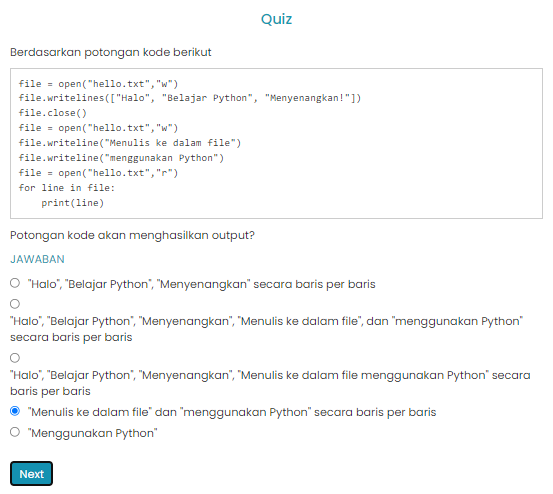 Quiz
Berdasarkan potongan kode berikut
file = open("hello.txt","w")
file.writelines(["Halo", "Belajar Python", "Menyenangkan!"])
file.close()
file = open("hello.txt","w")
file.writeline("Menulis ke dalam file")
file.writeline("menggunakan Python")
file = open("hello.txt","r")
for line in file:
    print(line)
Potongan kode akan menghasilkan output?
JAWABAN
"Halo", "Belajar Python", "Menyenangkan" secara baris per baris
"Halo", "Belajar Python", "Menyenangkan", "Menulis ke dalam file", dan "menggunakan Python"
secara baris per baris
"Halo", "Belajar Python", "Menyenangkan", "Menulis ke dalam file menggunakan Python" secara
baris per baris
"Menulis ke dalam file" dan "menggunakan Python" secara baris per baris
"Menggunakan Python"
Next